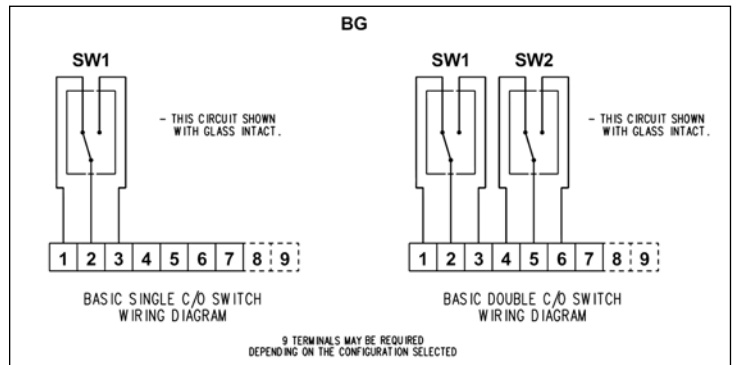 BG
SW1
- THIS CIRCUIT SHOWN
WITH GLASS INTACT.
1 2 3 4 5 6 7 8 9
BASIC SINGLE C/O SWITCH
WIRING DIAGRAM
SW1 SW2
- THIS CIRCUIT SHOWN
WITH GLASS INTACT.
1 2 3 4 5 6 7 8 9
BASIC DOUBLE C/O SWITCH
WIRING DIAGRAM
9 TERMINALS MAY BE REQUIRED
DEPENDING ON THE CONFIGURATION SELECTED